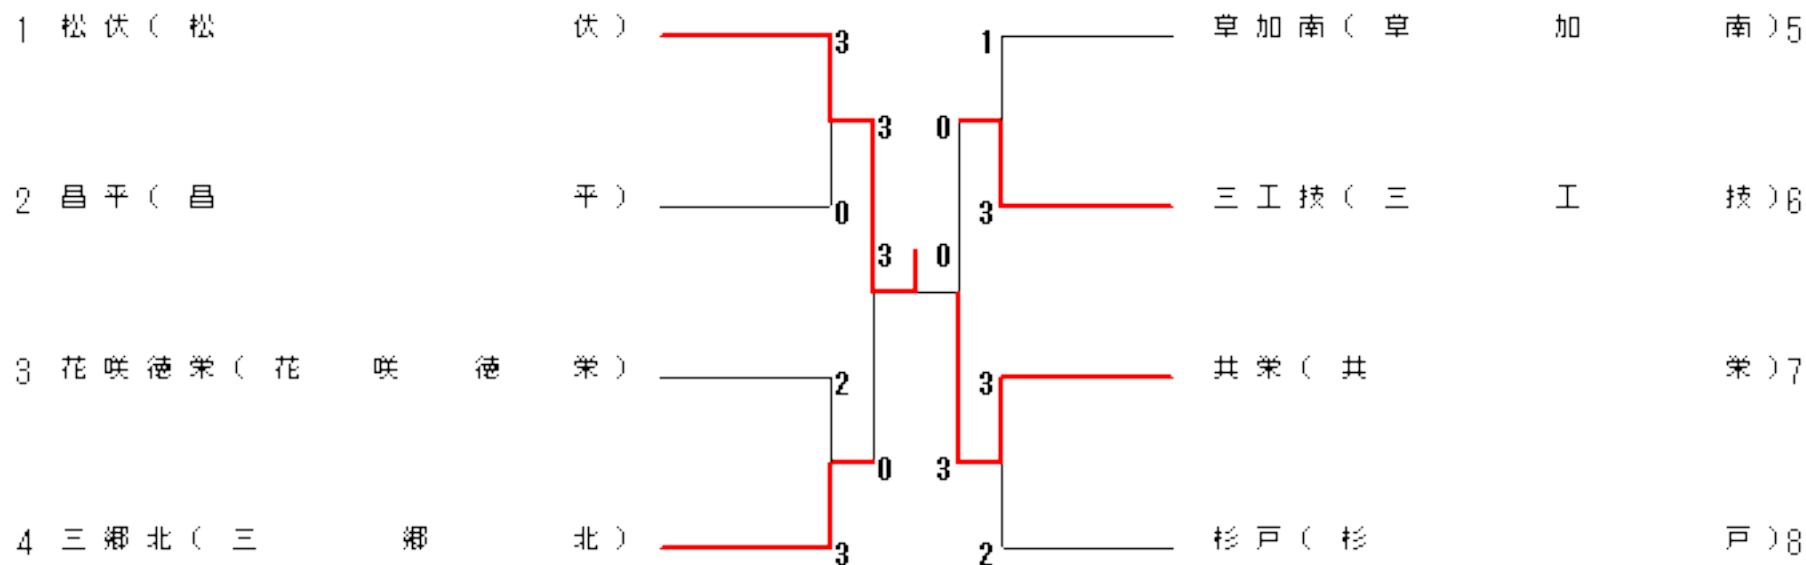 1 松伏(松 伏) 3 1 草加南(草 加 南)5
3 0
2 昌平(昌 平) 0 3 三工技(三 工 技)6
3 0
3 花咲徳栄(花 咲 徳 栄) 2 3 共栄(共 栄)7
0 3
4 三郷北(三 郷 北) 3 2 杉戸(杉 戸)8